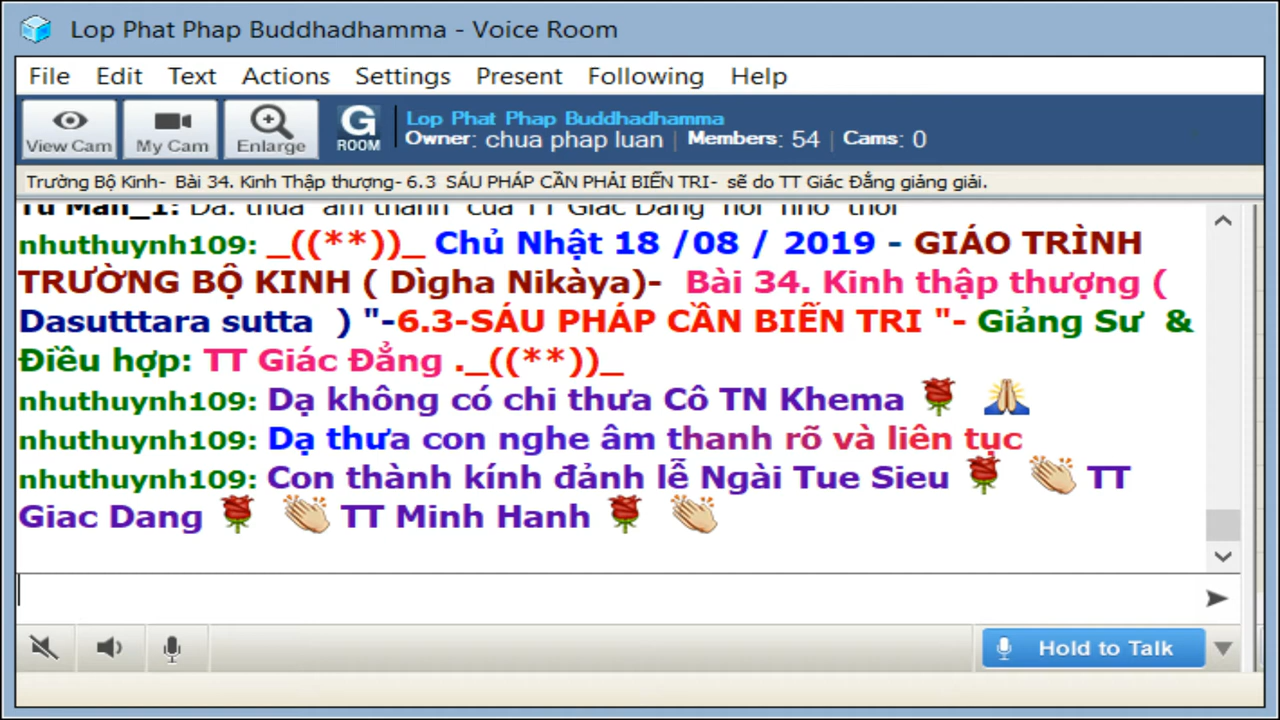 Lop Phat Phap Buddhadhamma - Voice Room
File Edit Text Actions Settings Present Following Help
View Cam My Cam Enlarge G ROOM Lop Phat Phap Buddhadhamma
Owner: chua phap luan | Members: 54 | Cams: 0
Trường Bộ Kinh- Bài 34. Kinh Thập thượng- 6.3 SÁU PHÁP CẦN PHẢI BIẾN TRI- sẽ do TT Giác Đẳng giảng giải.
nhuthuynh109: _((**))_ Chủ Nhật 18 /08 / 2019 - GIÁO TRÌNH
TRƯỜNG BỘ KINH ( Dìgha Nikàya)- Bài 34. Kinh thập thượng (
Dasutttara sutta ) "-6.3-SÁU PHÁP CẦN BIẾN TRI "- Giảng Sư &
Điều hợp: TT Giác Đẳng ._((**))_
nhuthuynh109: Dạ không có chi thưa Cô TN Khema
nhuthuynh109: Dạ thưa con nghe âm thanh rõ và liên tục
nhuthuynh109: Con thành kính đảnh lễ Ngài Tue Sieu TT
Giac Dang TT Minh Hanh
Hold to Talk